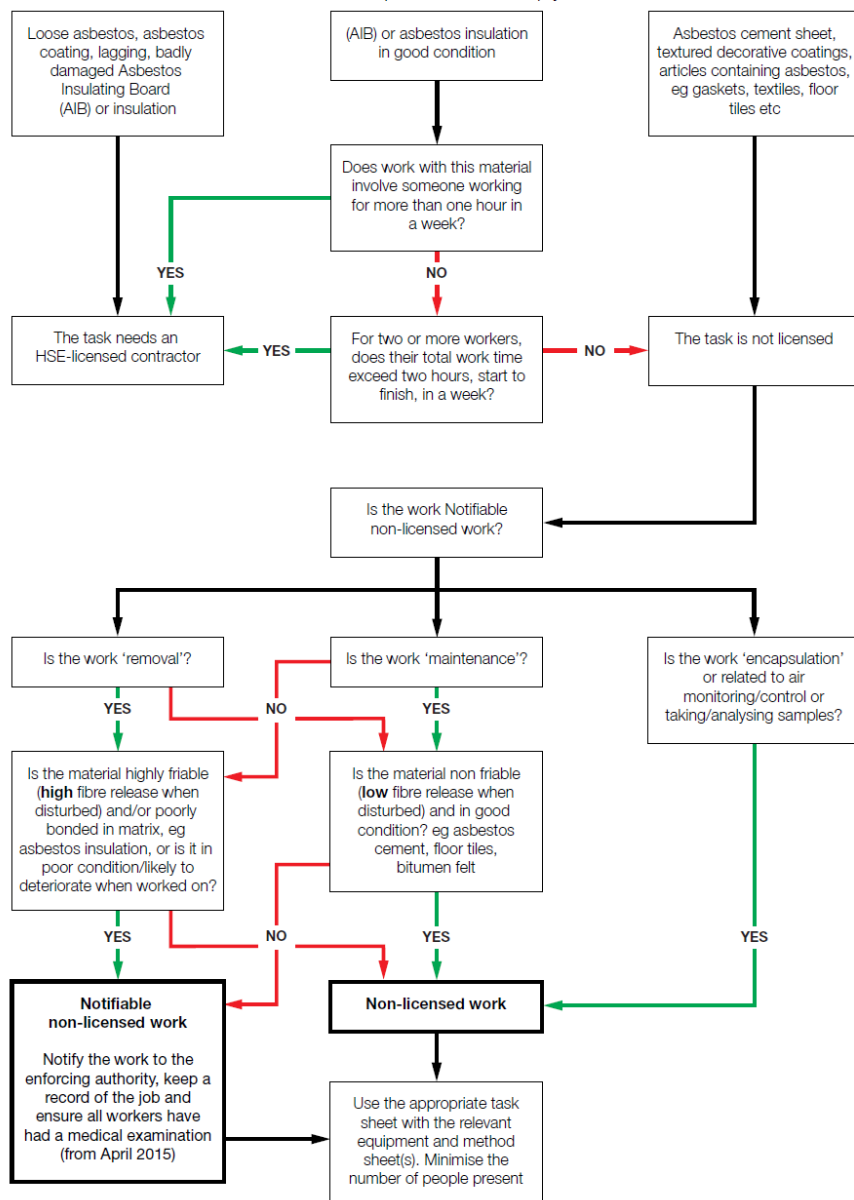 Loose asbestos, asbestos
coating, lagging, badly
damaged Asbestos
Insulating Board
(AIB) or insulation
(AIB) or asbestos insulation
in good condition
Asbestos cement sheet,
textured decorative coatings,
articles containing asbestos,
eg gaskets, textiles, floor
tiles etc
Does work with this material
involve someone working
for more than one hour in
a week?
YES
NO
The task needs an
HSE-licensed contractor
YES
For two or more workers,
does their total work time
exceed two hours, start to
finish, in a week?
NO
The task is not licensed
Is the work Notifiable
non-licensed work?
Is the work ‘removal’?
Is the work ‘maintenance’?
Is the work ‘encapsulation’
or related to air
monitoring/control or
taking/analysing samples?
YES
NO
YES
Is the material highly friable
(high fibre release when
disturbed) and/or poorly
bonded in matrix, eg
asbestos insulation, or is it in
poor condition/likely to
deteriorate when worked on?
Is the material non friable
(low fibre release when
disturbed) and in good
condition? eg asbestos
cement, floor tiles,
bitumen felt
YES
NO
YES
YES
Notifiable
non-licensed work
Notify the work to the
enforcing authority, keep a
record of the job and
ensure all workers have
had a medical examination
(from April 2015)
Non-licensed work
Use the appropriate task
sheet with the relevant
equipment and method
sheet(s). Minimise the
number of people present